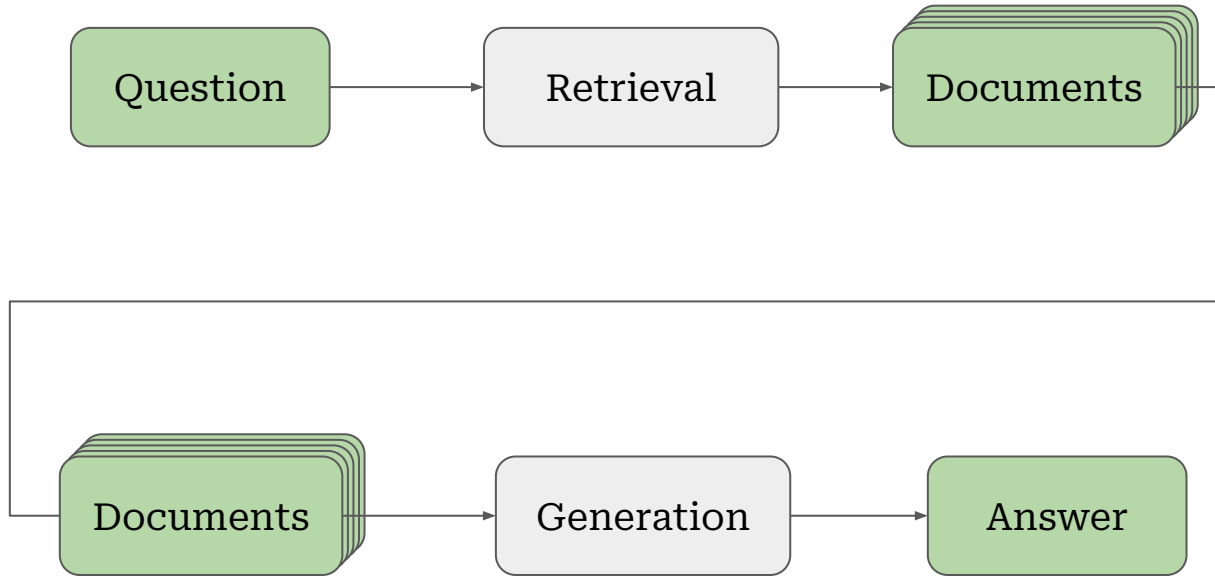 Question
Retrieval
Documents
Documents
Generation
Answer